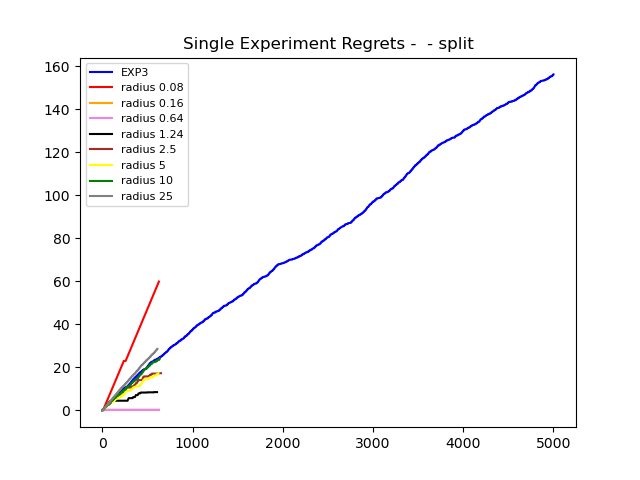 Single Experiment Regrets -  - split
160
140
120
100
80
60
40
20
0
EXP3
radius 0.08
radius 0.16
radius 0.64
radius 1.24
radius 2.5
radius 5
radius 10
radius 25
0 1000 2000 3000 4000 5000